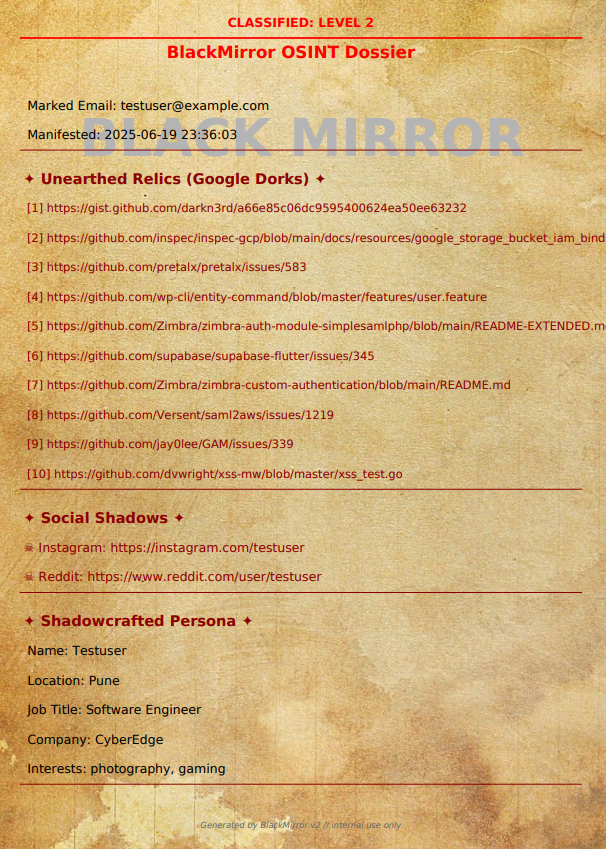 CLASSIFIED: LEVEL 2
BlackMirror OSINT Dossier
Marked Email: testuser@example.com
BLACK MIRROR
Manifested: 2025-06-19 23:36:03
✦ Unearthed Relics (Google Dorks) ✦
[1] https://gist.github.com/darkn3rd/a66e85c06dc9595400624ea50ee63232
[2] https://github.com/inspec/inspec-gcp/blob/main/docs/resources/google_storage_bucket_iam_bind
[3] https://github.com/pretalx/pretalx/issues/583
[4] https://github.com/wp-cli/entity-command/blob/master/features/user.feature
[5] https://github.com/Zimbra/zimbra-auth-module-simplesamlphp/blob/main/README-EXTENDED.m
[6] https://github.com/supabase/supabase-flutter/issues/345
[7] https://github.com/Zimbra/zimbra-custom-authentication/blob/main/README.md
[8] https://github.com/Versent/saml2aws/issues/1219
[9] https://github.com/jay0lee/GAM/issues/339
[10] https://github.com/dvwright/xss-mw/blob/master/xss_test.go
✦ Social Shadows ✦
☠ Instagram: https://instagram.com/testuser
☠ Reddit: https://www.reddit.com/user/testuser
✦ Shadowcrafted Persona ✦
Name: Testuser
Location: Pune
Job Title: Software Engineer
Company: CyberEdge
Interests: photography, gaming
Generated by BlackMirror v2 // internal use only